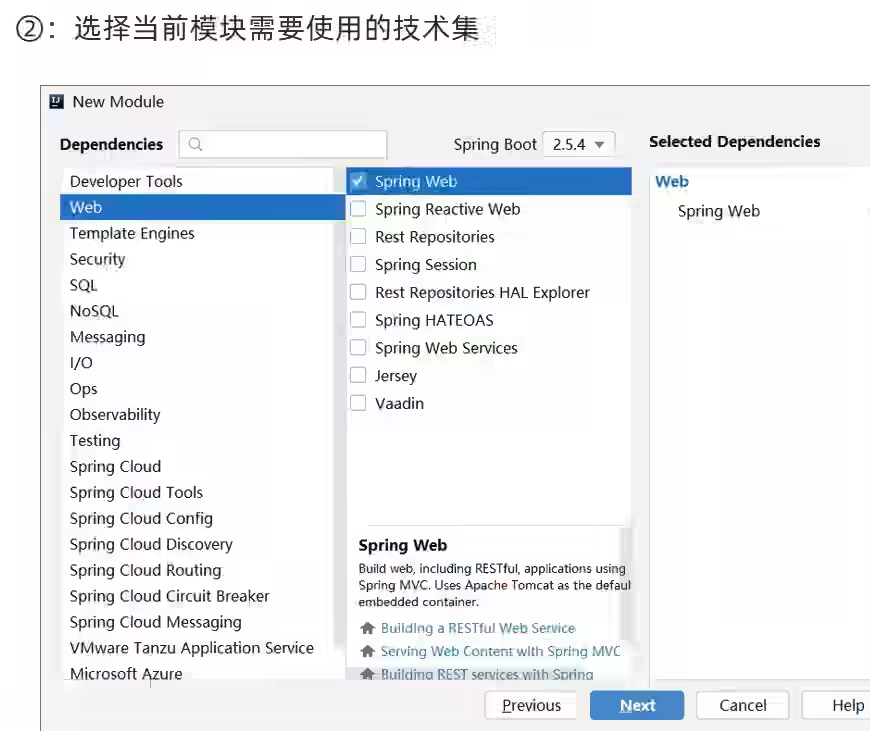 ②：选择当前模块需要使用的技术集
New Module
Dependencies
Spring Boot 2.5.4
Selected Dependencies
Developer Tools
Web
Template Engines
Security
SQL
NoSQL
Messaging
I/O
Ops
Observability
Testing
Spring Cloud
Spring Cloud Tools
Spring Cloud Config
Spring Cloud Discovery
Spring Cloud Routing
Spring Cloud Circuit Breaker
Spring Cloud Messaging
VMware Tanzu Application Service
Microsoft Azure
Spring Web
Spring Reactive Web
Rest Repositories
Spring Session
Rest Repositories HAL Explorer
Spring HATEOAS
Spring Web Services
Jersey
Vaadin
Spring Web
Build web, including RESTful, applications using
Spring MVC. Uses Apache Tomcat as the defaul
embedded container.
Building a RESTful Web Service
Serving Web Content with Spring MVC
Building REST services with Spring
Web
Spring Web
Previous
Next
Cancel
Help